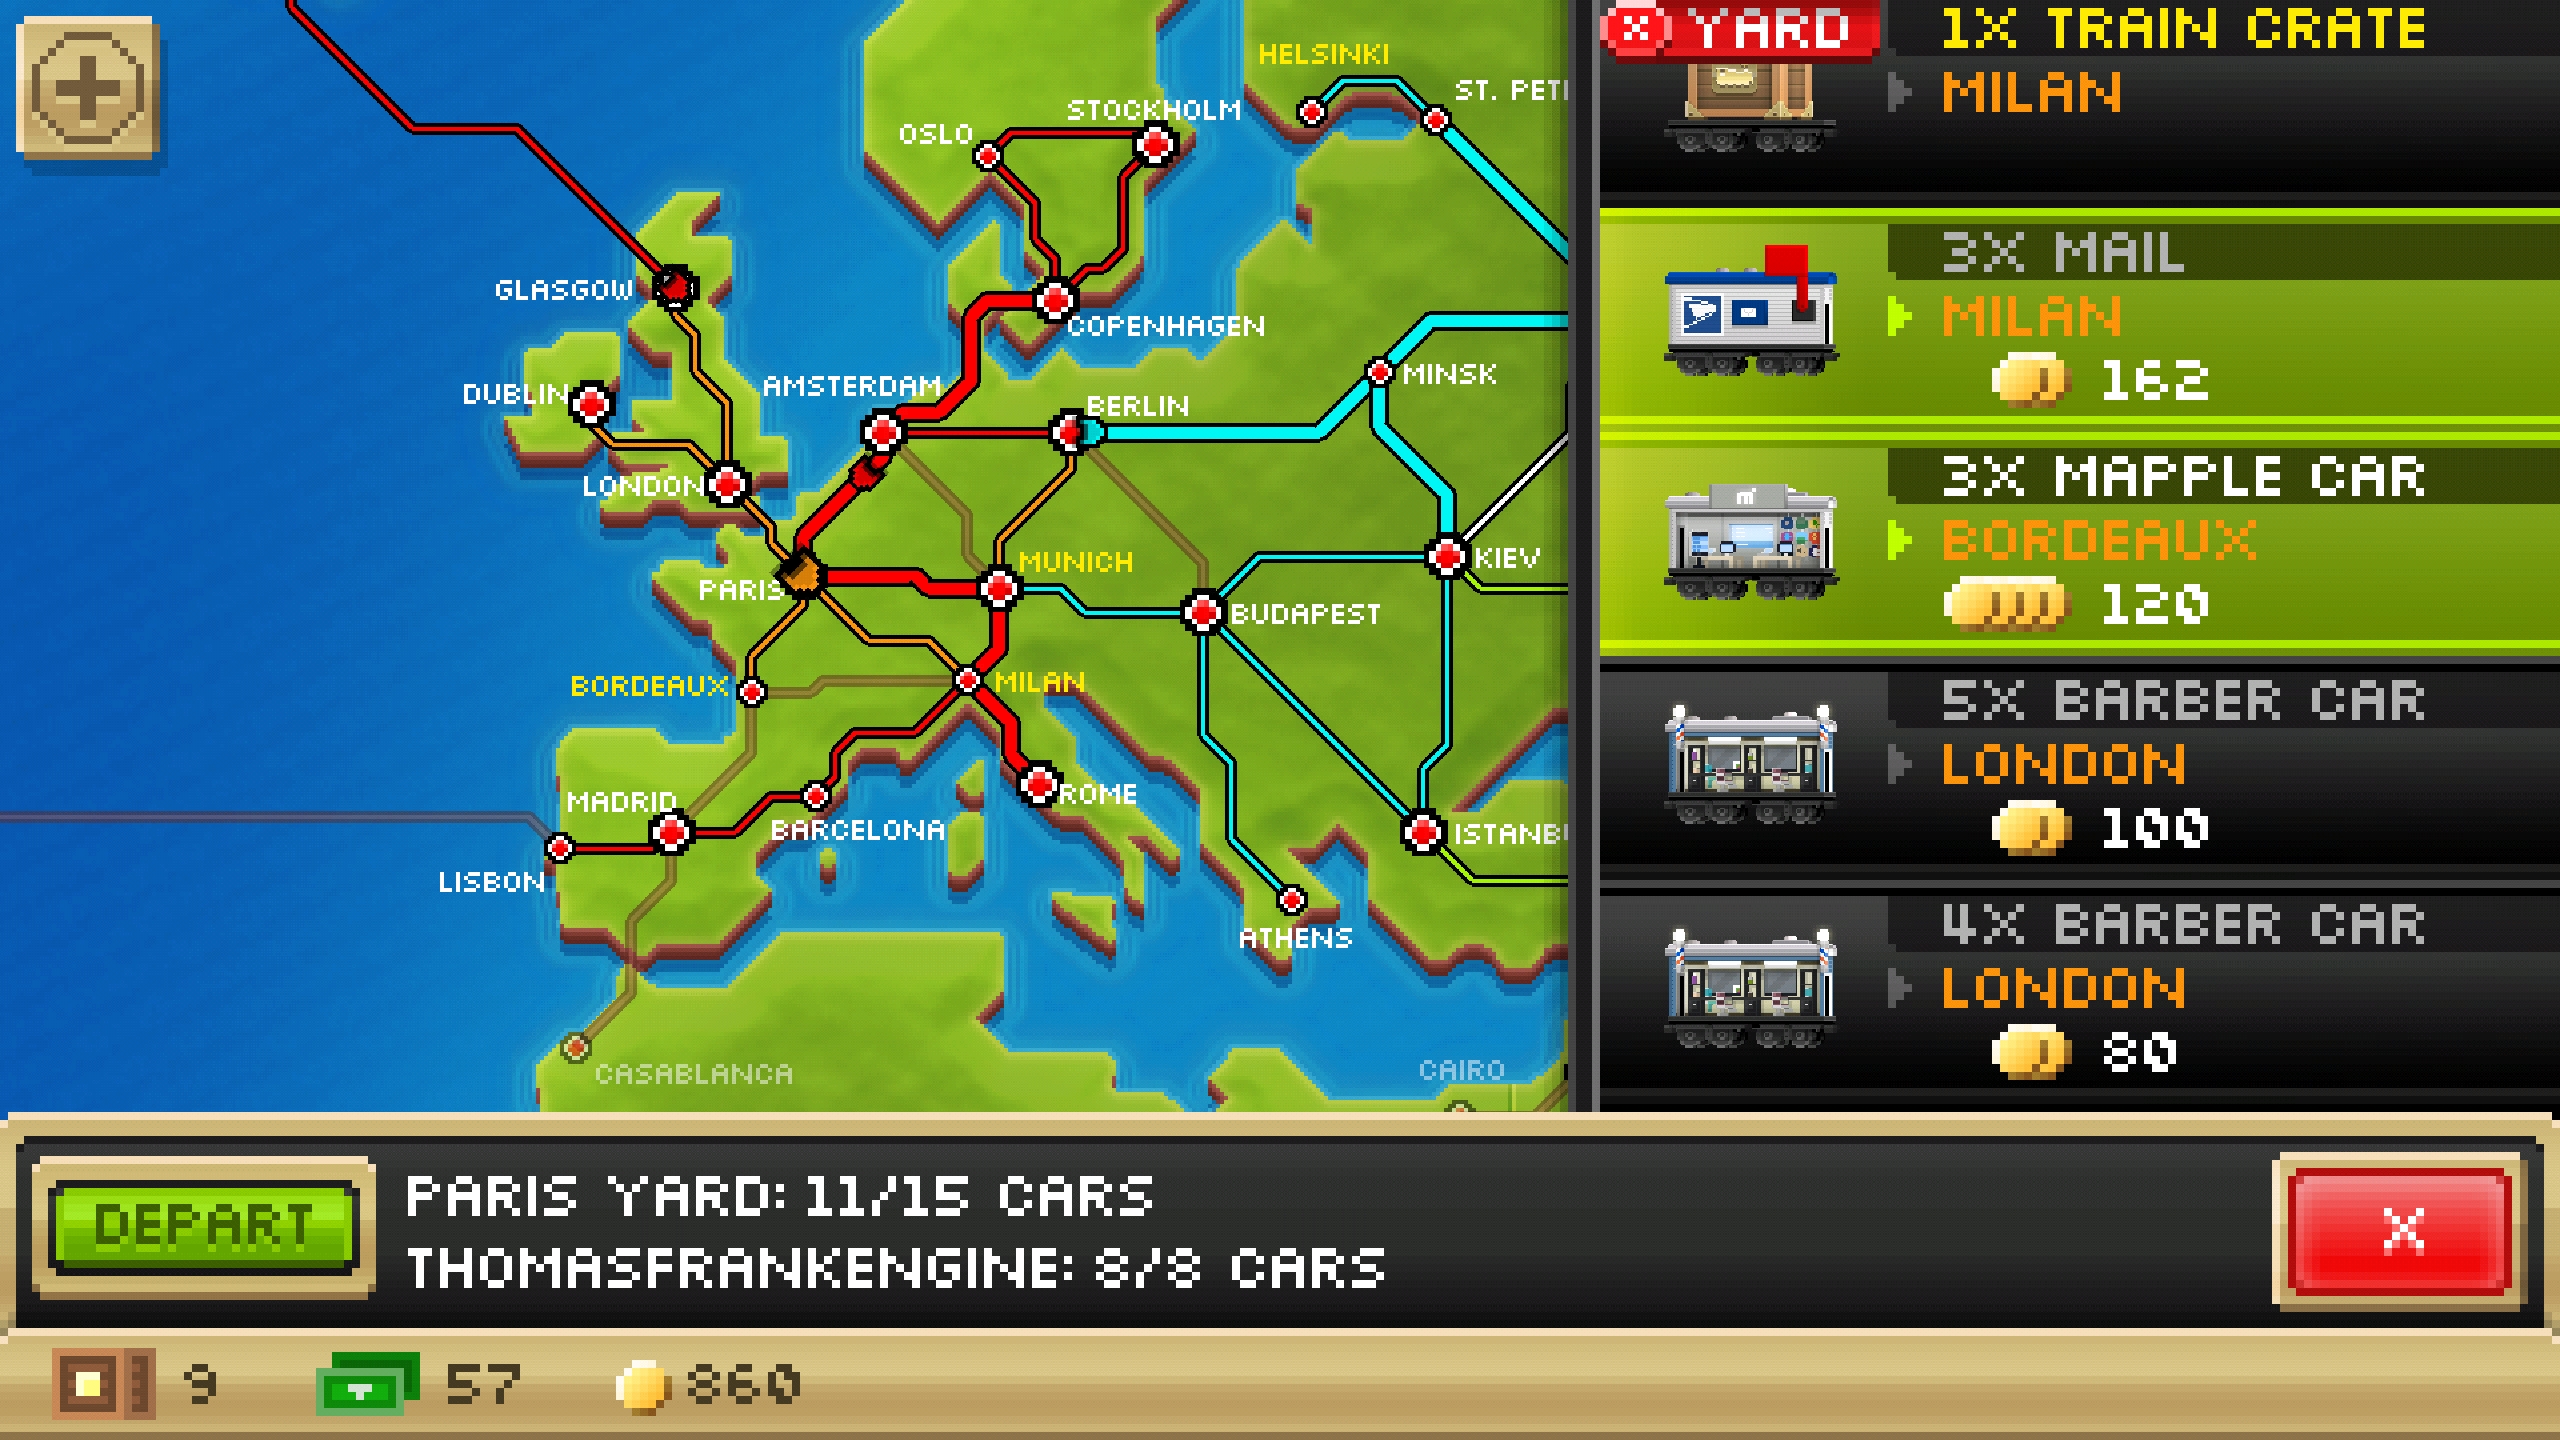 HELSINKI
ST. PET
STOCKHOLM
OSLO
GLASGOW
COPENHAGEN
DUBLIN
AMSTERDAM
BERLIN
MINSK
LONDON
PARIS
MUNICH
KIEV
BUDAPEST
BORDEAUX
MILAN
MADRID
ROME
BARCELONA
ISTANB
LISBON
ATHENS
CASABLANCA
CAIRO
X YARD
1X TRAIN CRATE
MILAN
3X MAIL
MILAN
162
3X MAPPLE CAR
m
BORDEAUX
120
5X BARBER CAR
LONDON
100
4X BARBER CAR
LONDON
80
DEPART
PARIS YARD: 11/15 CARS
THOMASFRANKENGINE: 8/8 CARS
X
9
57
860